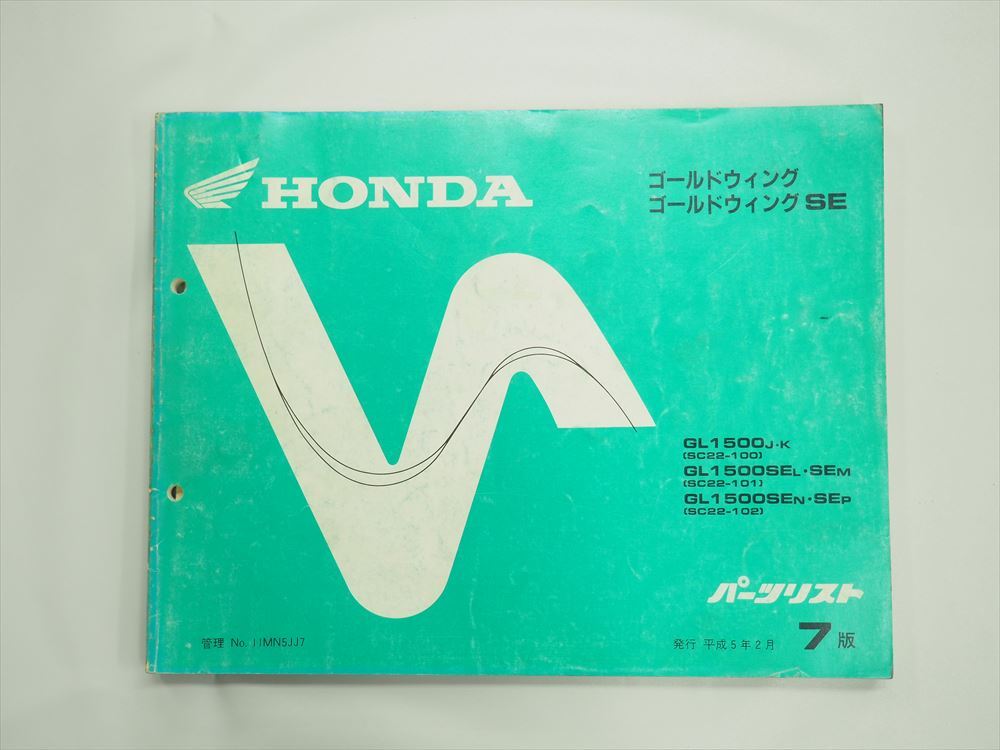 HONDA
ゴールドウィング
ゴールドウィング SE
GL1500J・K
(SC22-100)
GL1500SEL・SEM
(SC22-101)
GL1500SEN・SEP
(SC22-102)
パーツリスト
管理 No. 11MN5JJ7
発行 平成5年2月 7版